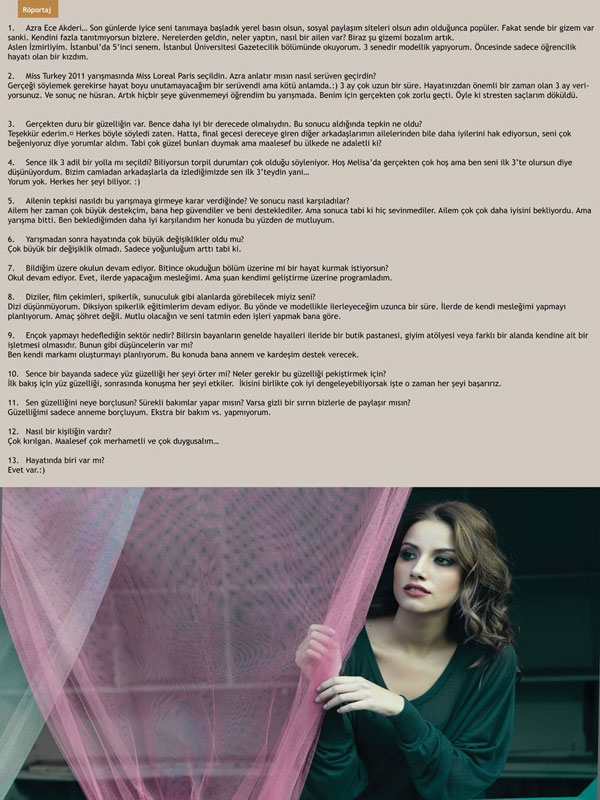 Röportaj
1. Azra Ece Akderi… Son günlerde iyice seni tanımaya başladık yerel basın olsun, sosyal paylaşım siteleri olsun adın oldukça popüler. Fakat sende bir gizem var
sanki. Kendini fazla tanıtmıyorsun bizlere. Nerelerden geldin, neler yaptın, nasıl bir ailen var? Biraz şu gizemi bozalım artık.
Aslen İzmirliyim. İstanbul’da 5’inci senem. İstanbul Üniversitesi Gazetecilik bölümünde okuyorum. 3 senedir modellik yapıyorum. Öncesinde sadece öğrencilik
hayatı olan bir kızdım.
2. Miss Turkey 2011 yarışmasında Miss Loreal Paris seçildin. Azra anlatır mısın nasıl serüven geçirdin?
Gerçeği söylemek gerekirse hayat boyu unutamayacağım bir serüvendi ama kötü anlamda.:) 3 ay çok uzun bir süre. Hayatınızdan önemli bir zaman olan 3 ay veri-
yorsunuz. Ve sonuç ne hüsran. Artık hiçbir şeye güvenmemeyi öğrendim bu yarışmada. Benim için gerçekten çok zorlu geçti. Öyle ki stresten saçlarım döküldü.
3. Gerçekten duru bir güzelliğin var. Bence daha iyi bir derecede olmalıydın. Bu sonucu aldığında tepkin ne oldu?
Teşekkür ederim.¤ Herkes böyle söyledi zaten. Hatta, final gecesi dereceye giren diğer arkadaşlarımın ailelerinden bile daha iyilerini hak ediyorsun, seni çok
beğeniyoruz diye yorumlar aldım. Tabi çok güzel bunları duymak ama maalesef bu ülkede ne adaletli ki?
4. Sence ilk 3 adil bir yolla mı seçildi? Biliyorsun torpil durumları çok olduğu söyleniyor. Hoş Melisa’da gerçekten çok hoş ama ben seni ilk 3’te olursun diye
düşünüyordum. Bizim camiadan arkadaşlarla da izlediğimizde sen ilk 3’teydin yani…
Yorum yok. Herkes her şeyi biliyor. :)
5. Ailenin tepkisi nasıldı bu yarışmaya girmeye karar verdiğinde? Ve sonucu nasıl karşıladılar?
Ailem her zaman çok büyük destekçim, bana hep güvendiler ve beni desteklediler. Ama sonuca tabi ki hiç sevinmediler. Ailem çok çok daha iyisini bekliyordu. Ama
yarışma bitti. Ben beklediğimden daha iyi karşılandım her konuda bu yüzden de mutluyum.
6. Yarışmadan sonra hayatında çok büyük değişiklikler oldu mu?
Çok büyük bir değişiklik olmadı. Sadece yoğunluğum arttı tabi ki.
7. Bildiğim üzere okulun devam ediyor. Bitince okuduğun bölüm üzerine mi bir hayat kurmak istiyorsun?
Okul devam ediyor. Evet, ilerde yapacağım mesleğimi. Ama şuan kendimi geliştirme üzerine programladım.
8. Diziler, film çekimleri, spikerlik, sunuculuk gibi alanlarda görebilecek miyiz seni?
Dizi düşünmüyorum. Diksiyon spikerlik eğitimlerim devam ediyor. Bu yönde ve modellikle ilerleyeceğim uzunca bir süre. İlerde de kendi mesleğimi yapmayı
planlıyorum. Amaç şöhret değil. Mutlu olacağın ve seni tatmin eden işleri yapmak bana göre.
9. Ençok yapmayı hedeflediğin sektör nedir? Bilirsin bayanların genelde hayalleri ileride bir butik pastanesi, giyim atölyesi veya farklı bir alanda kendine ait bir
işletmesi olmasıdır. Bunun gibi düşüncelerin var mı?
Ben kendi markamı oluşturmayı planlıyorum. Bu konuda bana annem ve kardeşim destek verecek.
10. Sence bir bayanda sadece yüz güzelliği her şeyi örter mi? Neler gerekir bu güzelliği pekiştirmek için?
İlk bakış için yüz güzelliği, sonrasında konuşma her şeyi etkiler. İkisini birlikte çok iyi dengeleyebiliyorsak işte o zaman her şeyi başarırız.
11. Sen güzelliğini neye borçlusun? Sürekli bakımlar yapar mısın? Varsa gizli bir sırrın bizlerle de paylaşır mısın?
Güzelliğimi sadece anneme borçluyum. Ekstra bir bakım vs. yapmıyorum.
12. Nasıl bir kişiliğin vardır?
Çok kırılgan. Maalesef çok merhametli ve çok duygusalım…
13. Hayatında biri var mı?
Evet var.:)